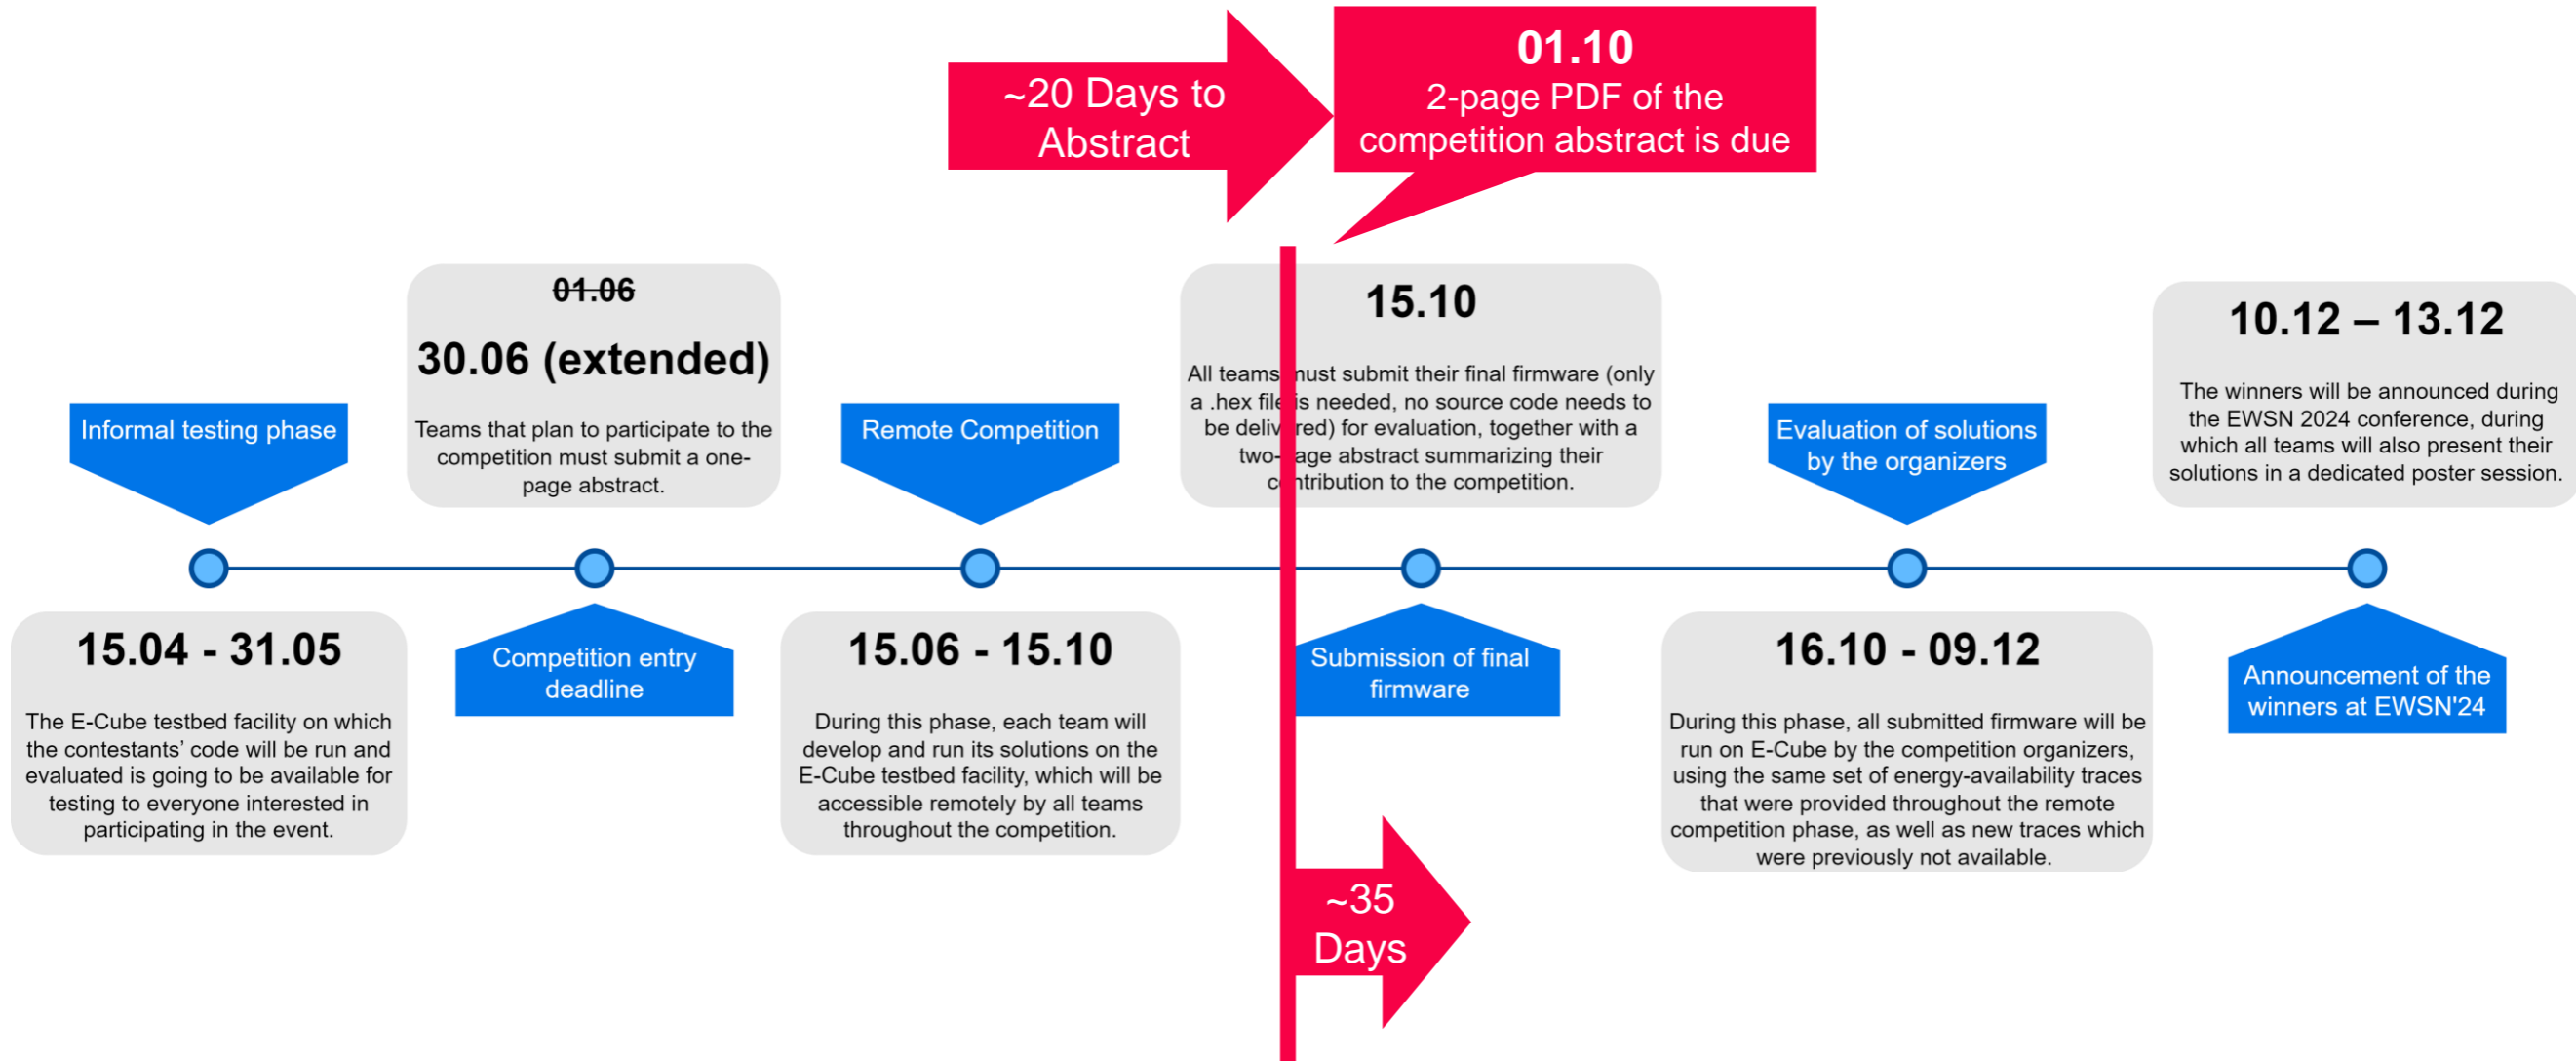 ~20 Days to
Abstract
01.10
2-page PDF of the
competition abstract is due
Informal testing phase
15.04 - 31.05
The E-Cube testbed facility on which
the contestants' code will be run and
evaluated is going to be available for
testing to everyone interested in
participating in the event.
01.06
30.06 (extended)
Teams that plan to participate to the
competition must submit a one-
page abstract.
Competition entry
deadline
Remote Competition
15.06 - 15.10
During this phase, each team will
develop and run its solutions on the
E-Cube testbed facility, which will be
accessible remotely by all teams
throughout the competition.
15.10
All teams must submit their final firmware (only
a .hex file is needed, no source code needs to
be delivered) for evaluation, together with a
two-page abstract summarizing their
contribution to the competition.
Submission of final
firmware
~35
Days
Evaluation of solutions
by the organizers
16.10 - 09.12
During this phase, all submitted firmware will be
run on E-Cube by the competition organizers,
using the same set of energy-availability traces
that were provided throughout the remote
competition phase, as well as new traces which
were previously not available.
10.12 – 13.12
The winners will be announced during
the EWSN 2024 conference, during
which all teams will also present their
solutions in a dedicated poster session.
Announcement of the
winners at EWSN'24